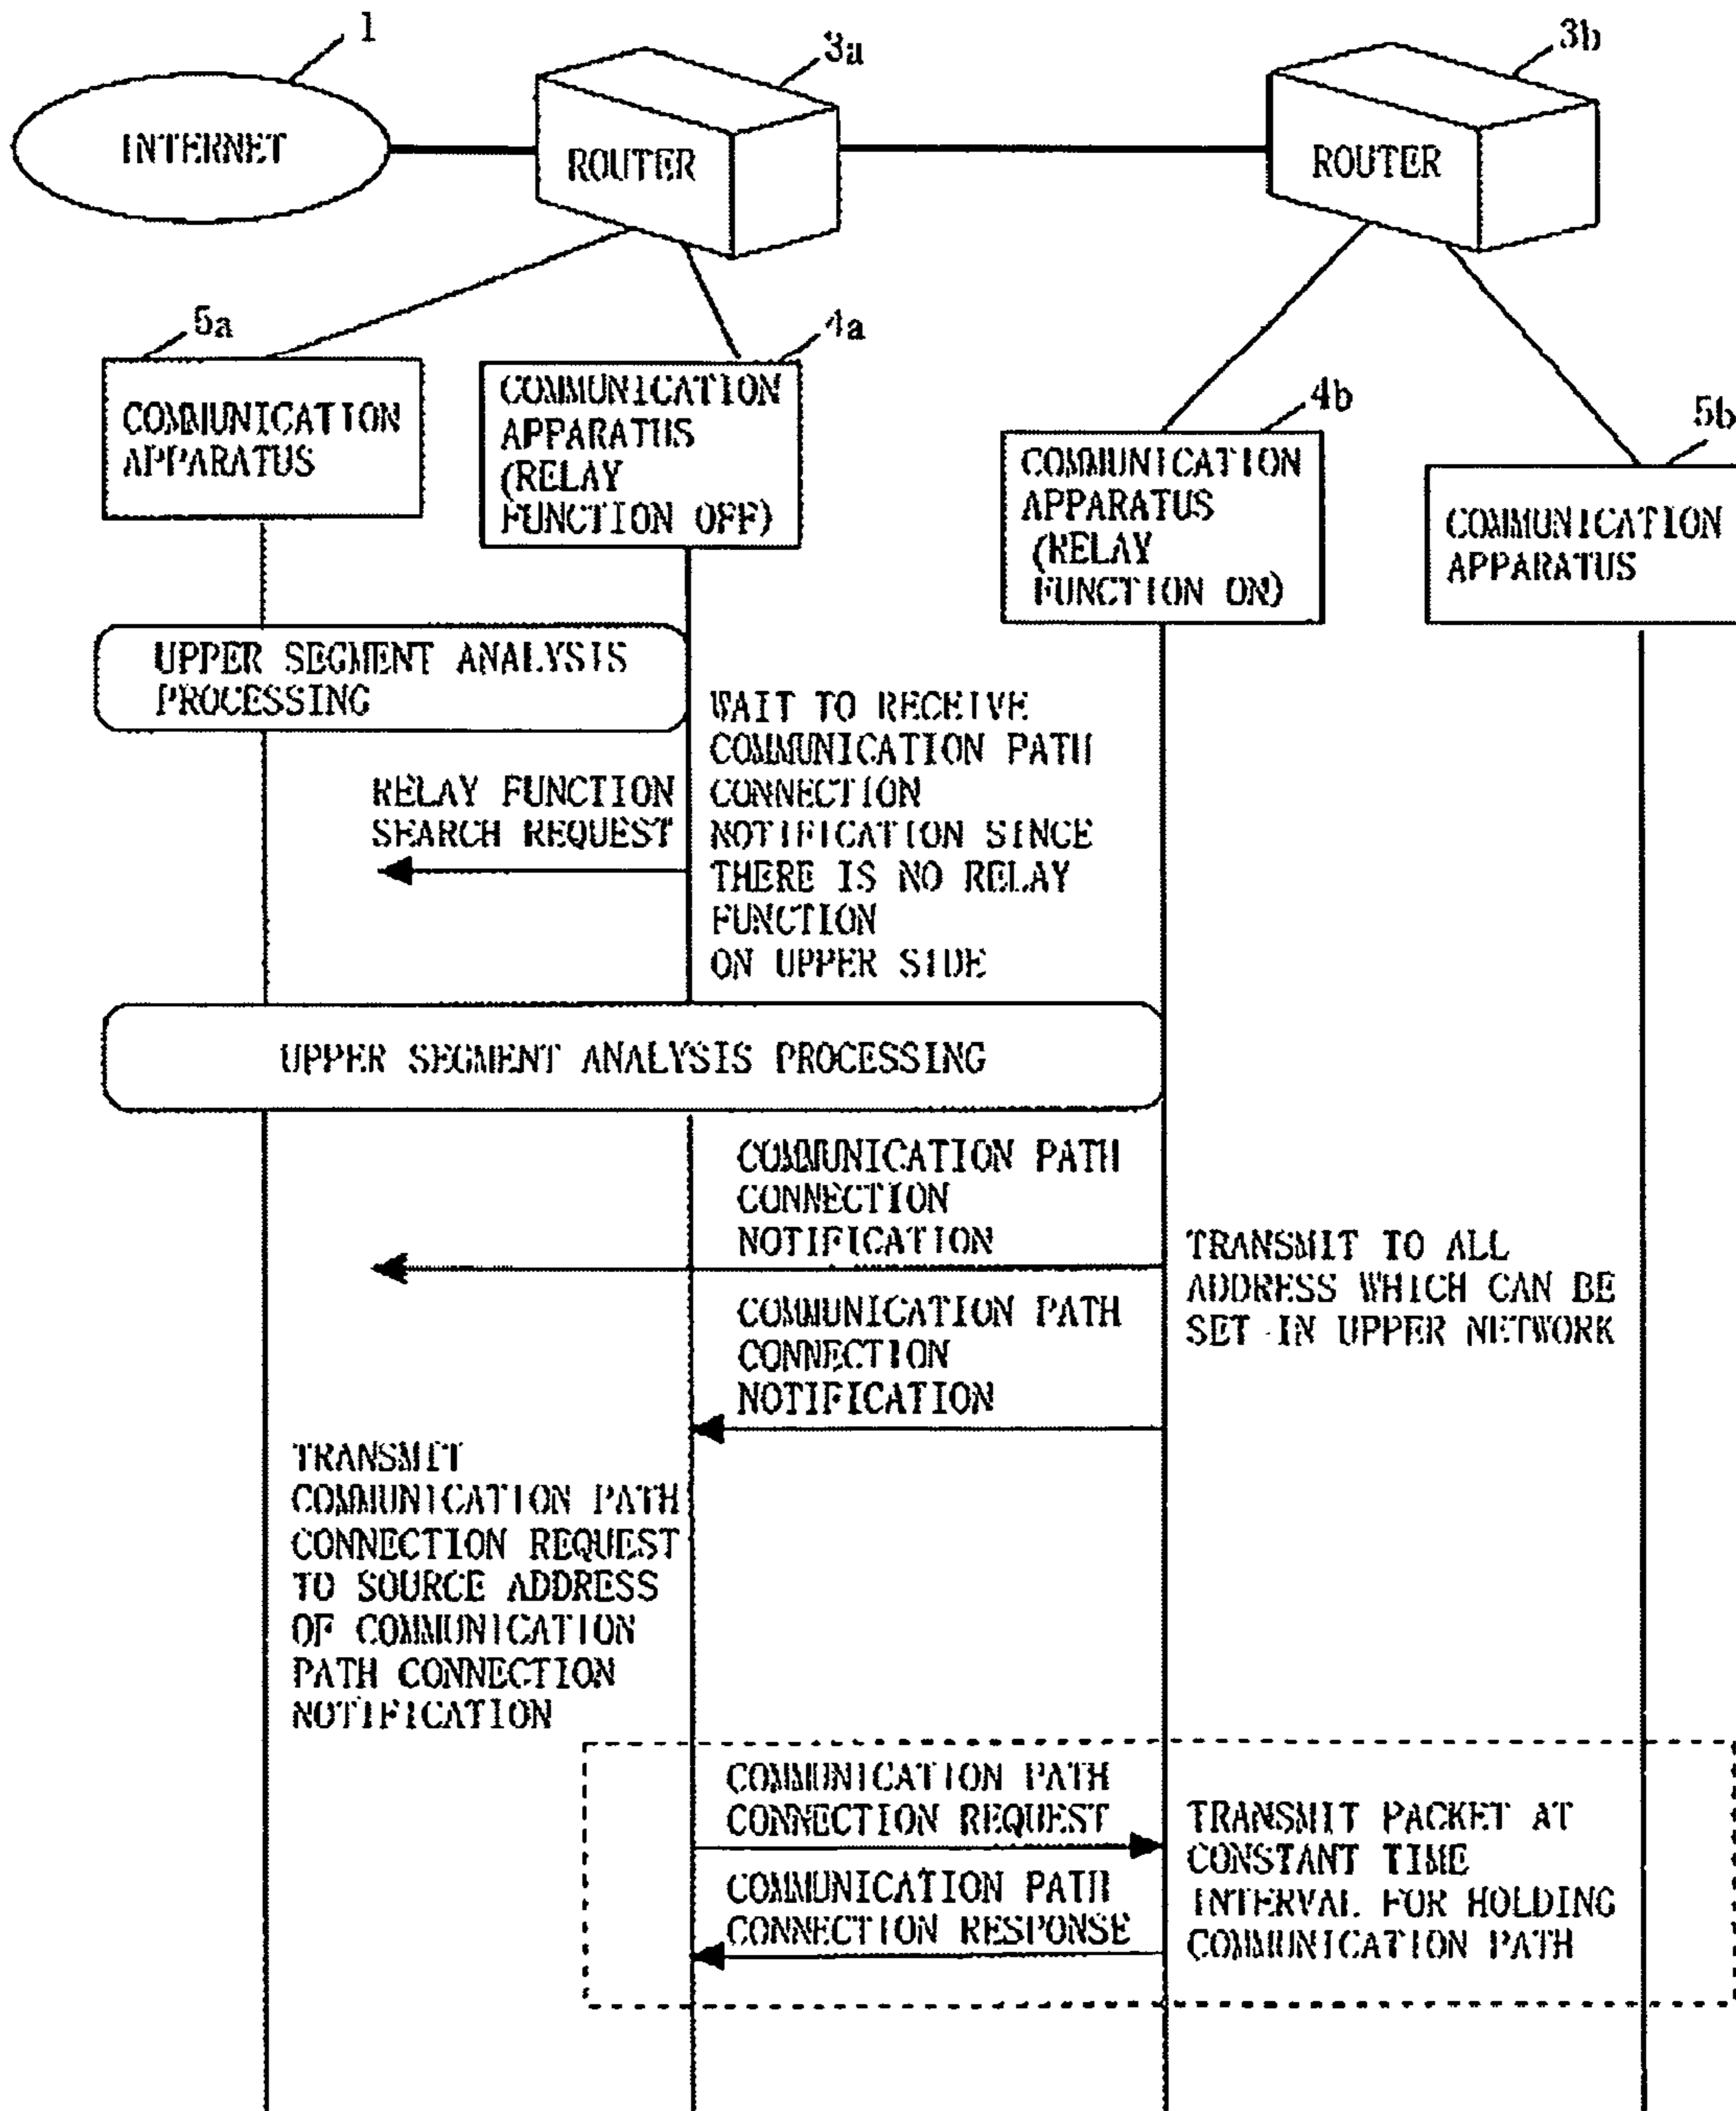 1
3a
3b
INTERNET
ROUTER
ROUTER
5a
4a
4b
5b
COMMUNICATION
APPARATUS
COMMUNICATION
APPARATUS
(RELAY
FUNCTION OFF)
COMMUNICATION
APPARATUS
(RELAY
FUNCTION ON)
COMMUNICATION
APPARATUS
UPPER SEGMENT ANALYSIS
PROCESSING
WAIT TO RECEIVE
COMMUNICATION PATH
CONNECTION
NOTIFICATION SINCE
THERE IS NO RELAY
FUNCTION
ON UPPER SIDE
RELAY FUNCTION
SEARCH REQUEST
UPPER SEGMENT ANALYSIS PROCESSING
COMMUNICATION PATH
CONNECTION
NOTIFICATION
TRANSMIT TO ALL
ADDRESS WHICH CAN BE
SET IN UPPER NETWORK
COMMUNICATION PATH
CONNECTION
NOTIFICATION
TRANSMIT
COMMUNICATION PATH
CONNECTION REQUEST
TO SOURCE ADDRESS
OF COMMUNICATION
PATH CONNECTION
NOTIFICATION
COMMUNICATION PATH
CONNECTION REQUEST
COMMUNICATION PATH
CONNECTION RESPONSE
TRANSMIT PACKET AT
CONSTANT TIME
INTERVAL FOR HOLDING
COMMUNICATION PATH